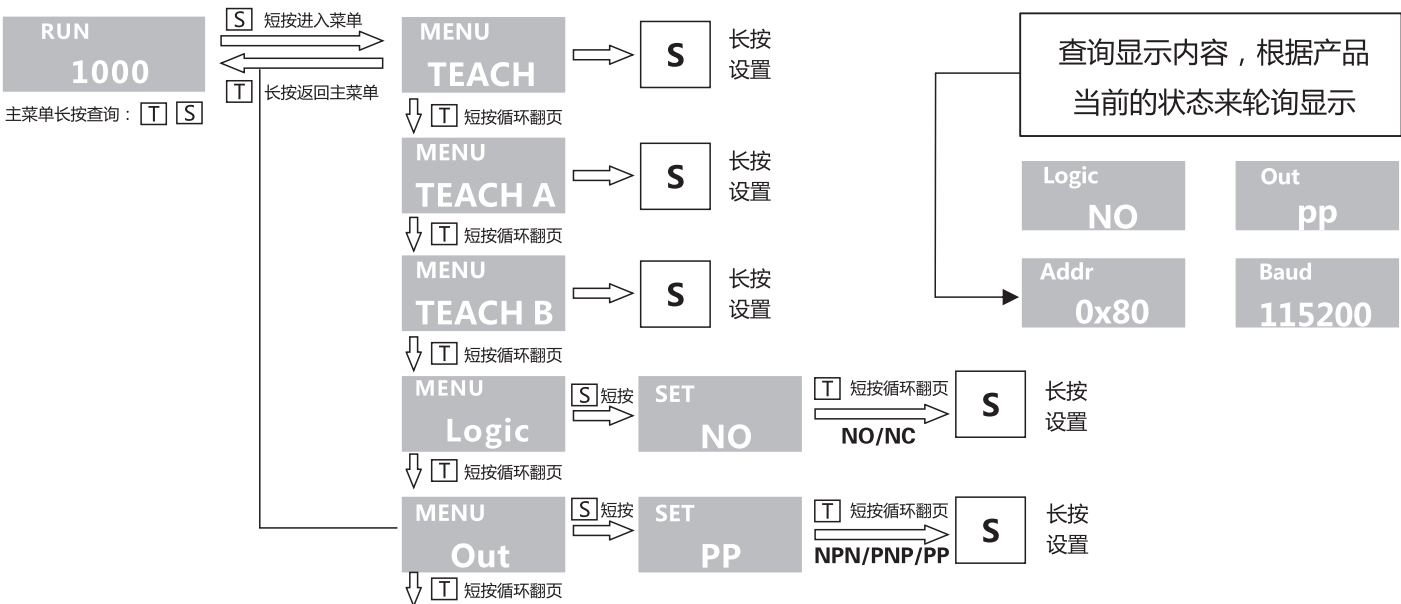 RUN
1000
主菜单长按查询：T S
S 短按进入菜单
T 长按返回主菜单
MENU
TEACH
S
长按
设置
T 短按循环翻页
MENU
TEACH A
S
长按
设置
T 短按循环翻页
MENU
TEACH B
S
长按
设置
T 短按循环翻页
MENU
Logic
S 短按
SET
NO
T 短按循环翻页
NO/NC
S
长按
设置
T 短按循环翻页
MENU
Out
S 短按
SET
PP
T 短按循环翻页
NPN/PNP/PP
S
长按
设置
T 短按循环翻页
查询显示内容，根据产品
当前的状态来轮询显示
Logic
NO
Out
pp
Addr
0x80
Baud
115200